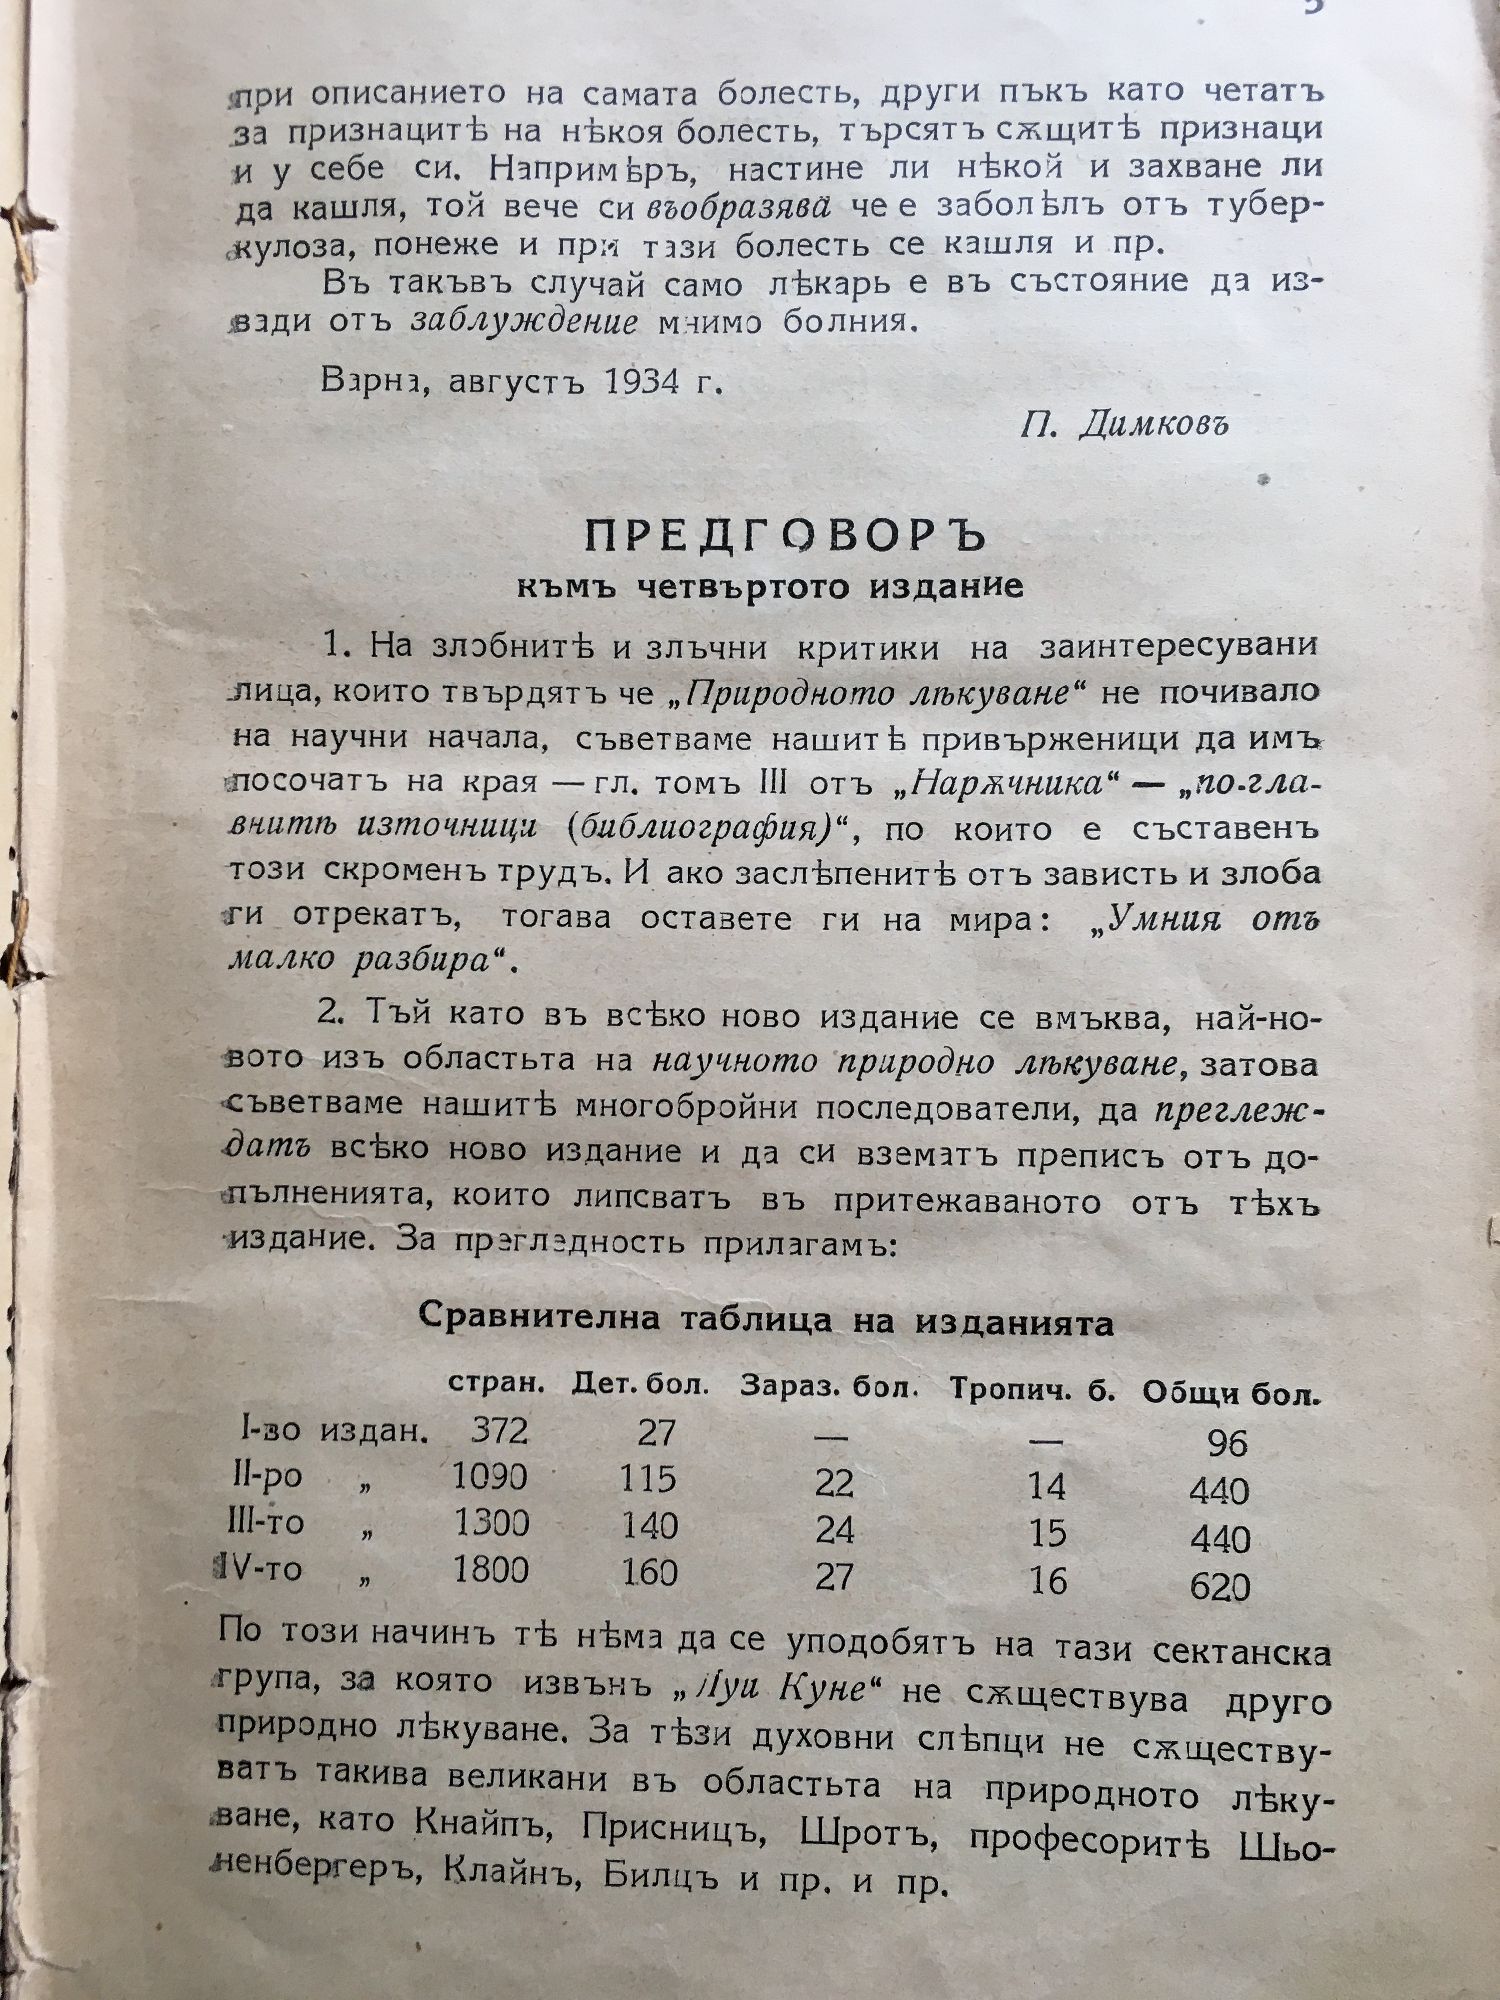 при описанието на самата болесть, други пъкъ като четатъ
за признацитѣ на нѣкоя болесть, търсятъ сѫщитѣ признаци
и у себе си. Напримѣръ, настине ли нѣкой и захване ли
да кашля, той вече си въобразява че е заболѣлъ отъ тубер-
кулоза, понеже и при тази болесть се кашля и пр.
Въ такъвъ случай само лѣкарь е въ състояние да из-
вади отъ заблуждение мнимо болния.
Варна, августъ 1934 г.
П. Димковъ
ПРЕДГОВОРЪ
къмъ четвъртото издание
1. На злобнитѣ и злъчни критики на заинтересувани
лица, които твърдятъ че „Природното лѣкуване“ не почивало
на научни начала, съветваме нашитѣ привърженици да имъ
посочатъ на края — гл. томъ III отъ „Нарѫчника“ — „по-гла-
внитѣ източници (библиография)“, по които е съставенъ
този скроменъ трудъ. И ако заслѣпенитѣ отъ зависть и злоба
ги отрекатъ, тогава оставете ги на мира: „Умния отъ
малко разбира“.
2. Тъй като въ всѣко ново издание се вмъква, най-но-
вото изъ областьта на научното природно лѣкуване, затова
съветваме нашитѣ многобройни последователи, да преглеж-
датъ всѣко ново издание и да си взематъ преписъ отъ до-
пълненията, които липсватъ въ притежаваното отъ тѣхъ
издание. За прегледность прилагамъ:
Сравнителна таблица на изданията
стран. Дет. бол. Зараз. бол. Тропич. б. Общи бол.
I-во издан. 372 27 — — 96
II-ро „ 1090 115 22 14 440
III-то „ 1300 140 24 15 440
IV-то „ 1800 160 27 16 620
По този начинъ тѣ нѣма да се уподобятъ на тази сектанска
група, за която извънъ „Луи Куне“ не сѫществува друго
природно лѣкуване. За тѣзи духовни слѣпци не сѫществу-
ватъ такива великани въ областьта на природното лѣку-
ване, като Кнайпъ, Присницъ, Шротъ, професоритѣ Шьо-
ненбергеръ, Клайнъ, Билцъ и пр. и пр.